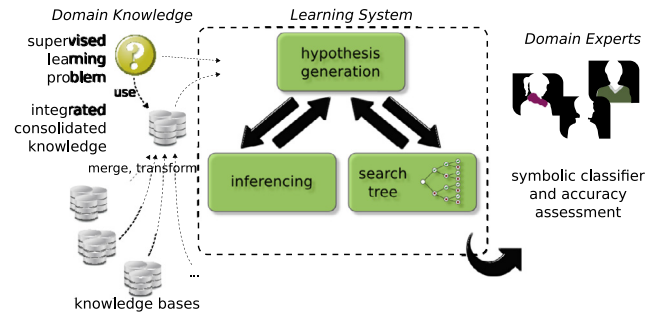 Domain Knowledge
supervised
learning
problem
?
use
integrated
consolidated
knowledge
merge, transform
...
knowledge bases
Learning System
hypothesis
generation
inferencing
search
tree
Domain Experts
symbolic classifier
and accuracy
assessment